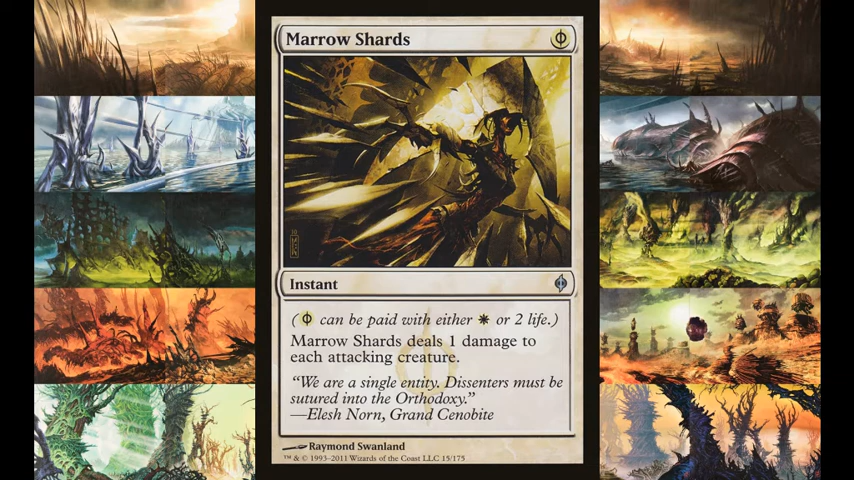 Marrow Shards
Instant
( can be paid with either or 2 life.)
Marrow Shards deals 1 damage to
each attacking creature.
“We are a single entity. Dissenters must be
sutured into the Orthodoxy.”
—Elesh Norn, Grand Cenobite
Raymond Swanland
™ & © 1993–2011 Wizards of the Coast LLC 15/175